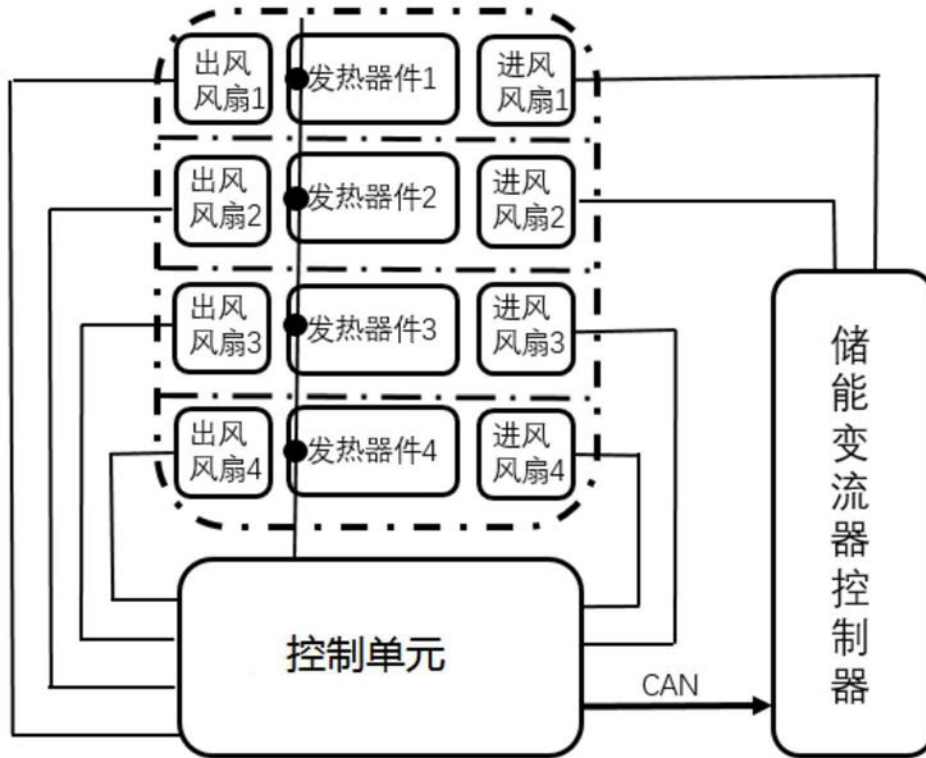 出风
风扇1
发热器件1
进风
风扇1
出风
风扇2
发热器件2
进风
风扇2
出风
风扇3
发热器件3
进风
风扇3
出风
风扇4
发热器件4
进风
风扇4
控制单元
CAN
储能变流器控制器